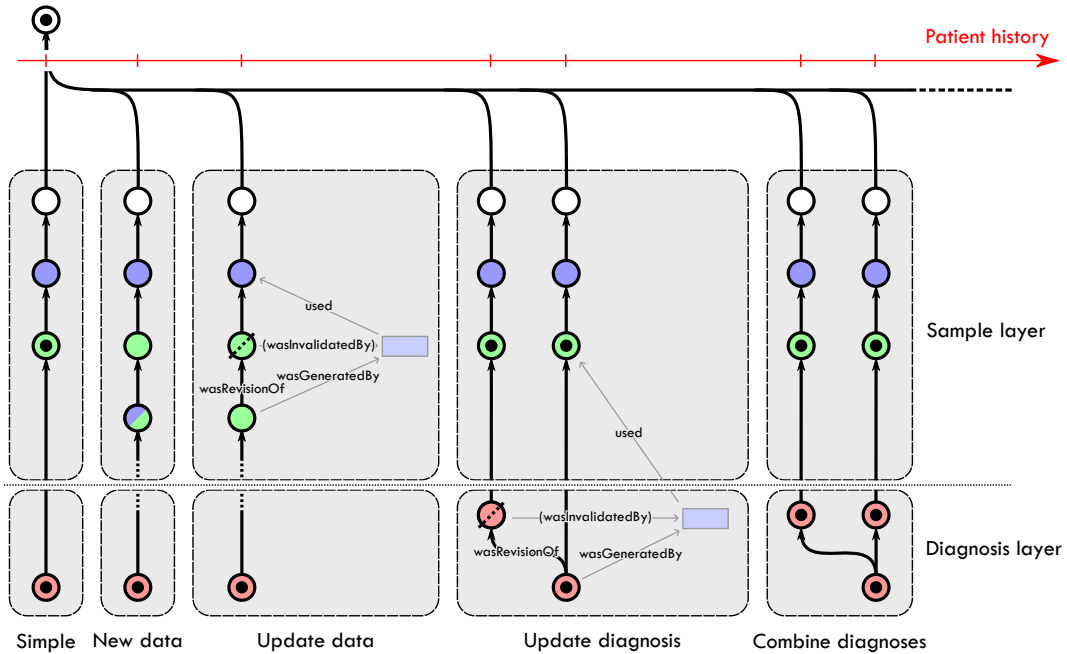 Patient history
used
(wasInvalidatedBy)
wasGeneratedBy
wasRevisionOf
Sample layer
used
(wasInvalidatedBy)
wasRevisionOf
wasGeneratedBy
Diagnosis layer
Simple
New data
Update data
Update diagnosis
Combine diagnoses